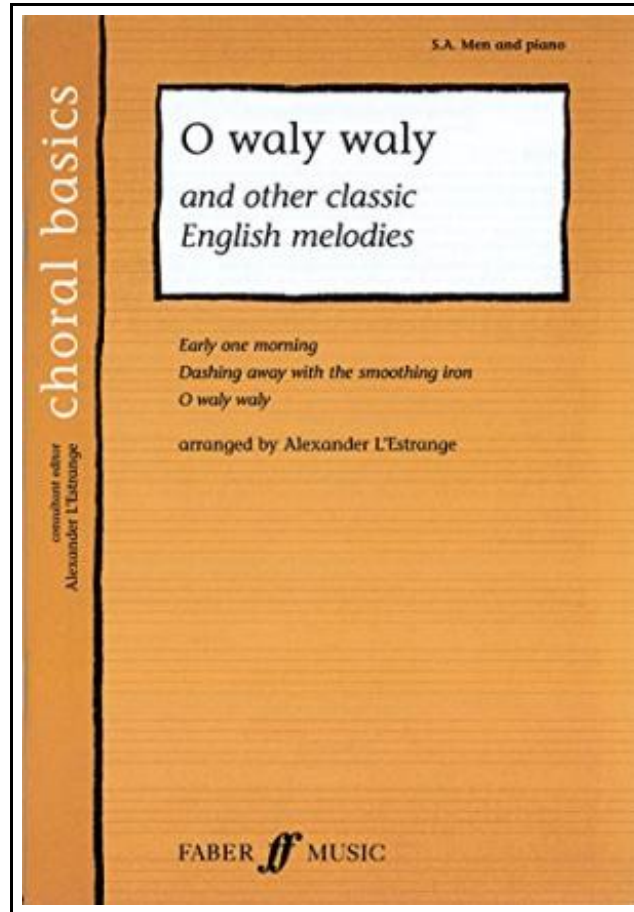 S.A. Men and piano
O waly waly
and other classic
English melodies
Early one morning
Dashing away with the smoothing iron
O waly waly
arranged by Alexander L'Estrange
choral basics
consultant editor
Alexander L'Estrange
FABER ff MUSIC